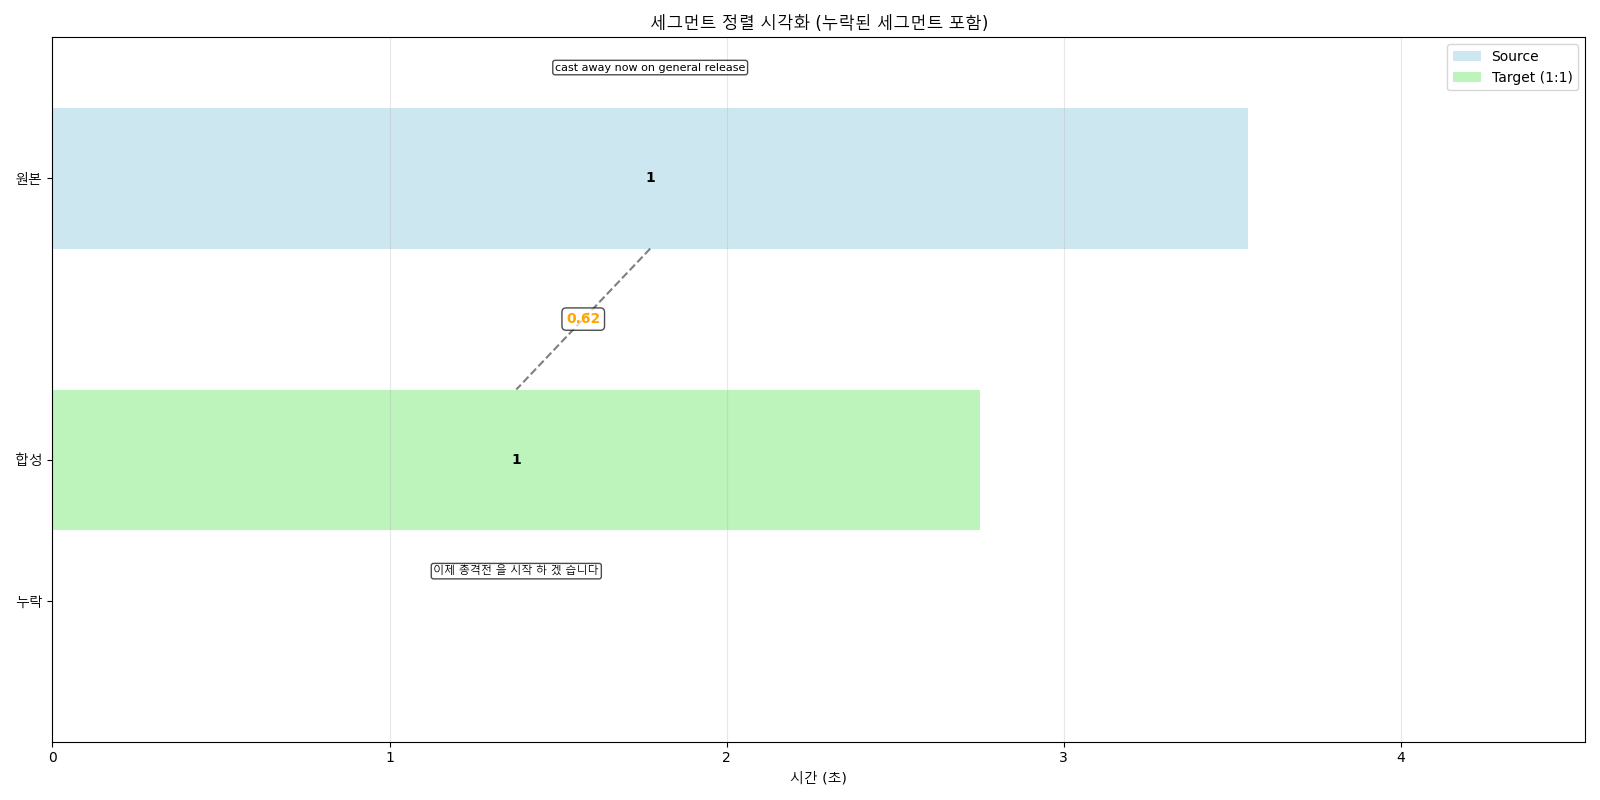 세그먼트 정렬 시각화 (누락된 세그먼트 포함)
cast away now on general release
Source
Target (1:1)
원본
1
0.62
합성
1
이제 총격전 을 시작 하 겠 습니다
누락
0 1 2 3 4
시간 (초)